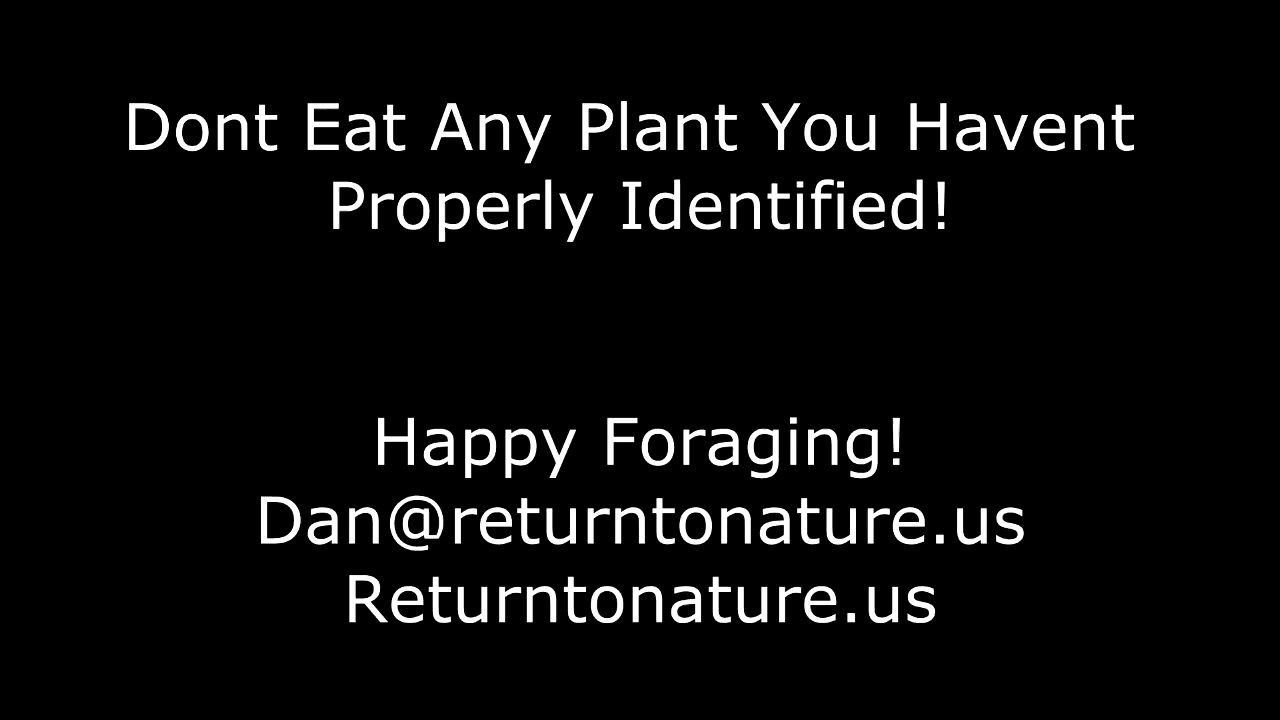 Dont Eat Any Plant You Havent
Properly Identified!
Happy Foraging!
Dan@returntonature.us
Returntonature.us